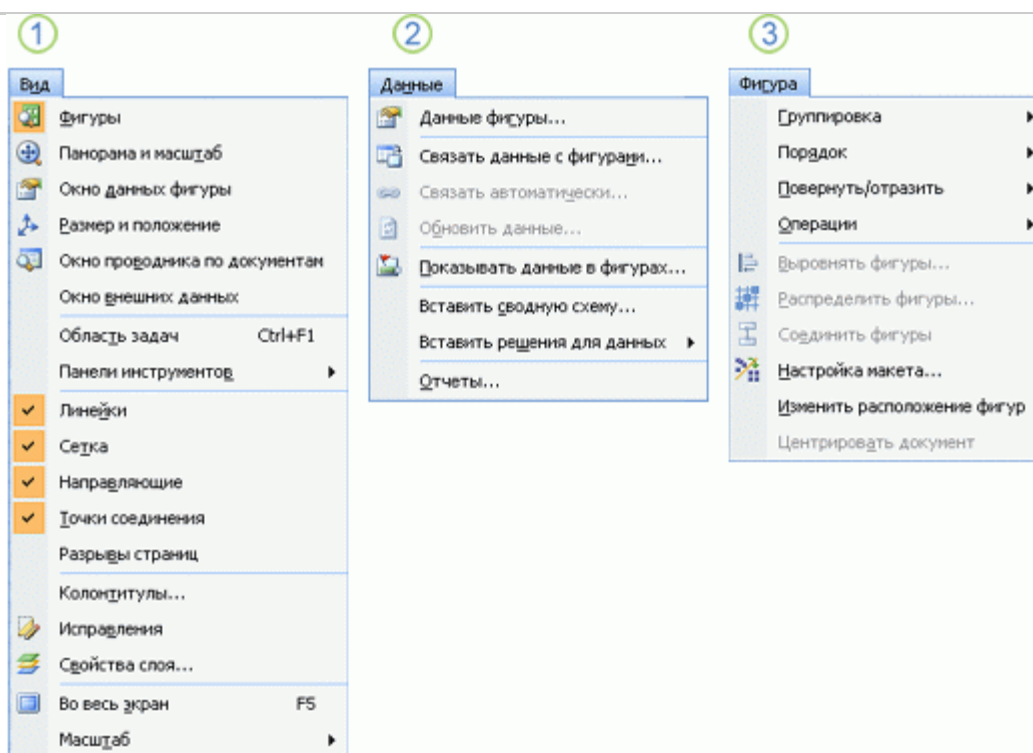 1
Вид
Фигуры
Панорама и масштаб
Окно данных фигуры
Размер и положение
Окно проводника по документам
Окно внешних данных
Область задач Ctrl+F1
Панели инструментов
Линейки
Сетка
Направляющие
Точки соединения
Разрывы страниц
Колонтитулы...
Исправления
Свойства слоя...
Во весь экран F5
Масштаб
2
Данные
Данные фигуры...
Связать данные с фигурами...
Связать автоматически...
Обновить данные...
Показывать данные в фигурах...
Вставить сводную схему...
Вставить решения для данных
Отчеты...
3
Фигура
Группировка
Порядок
Повернуть/отразить
Операции
Выровнять фигуры...
Распределить фигуры...
Соединить фигуры
Настройка макета...
Изменить расположение фигур
Центрировать документ